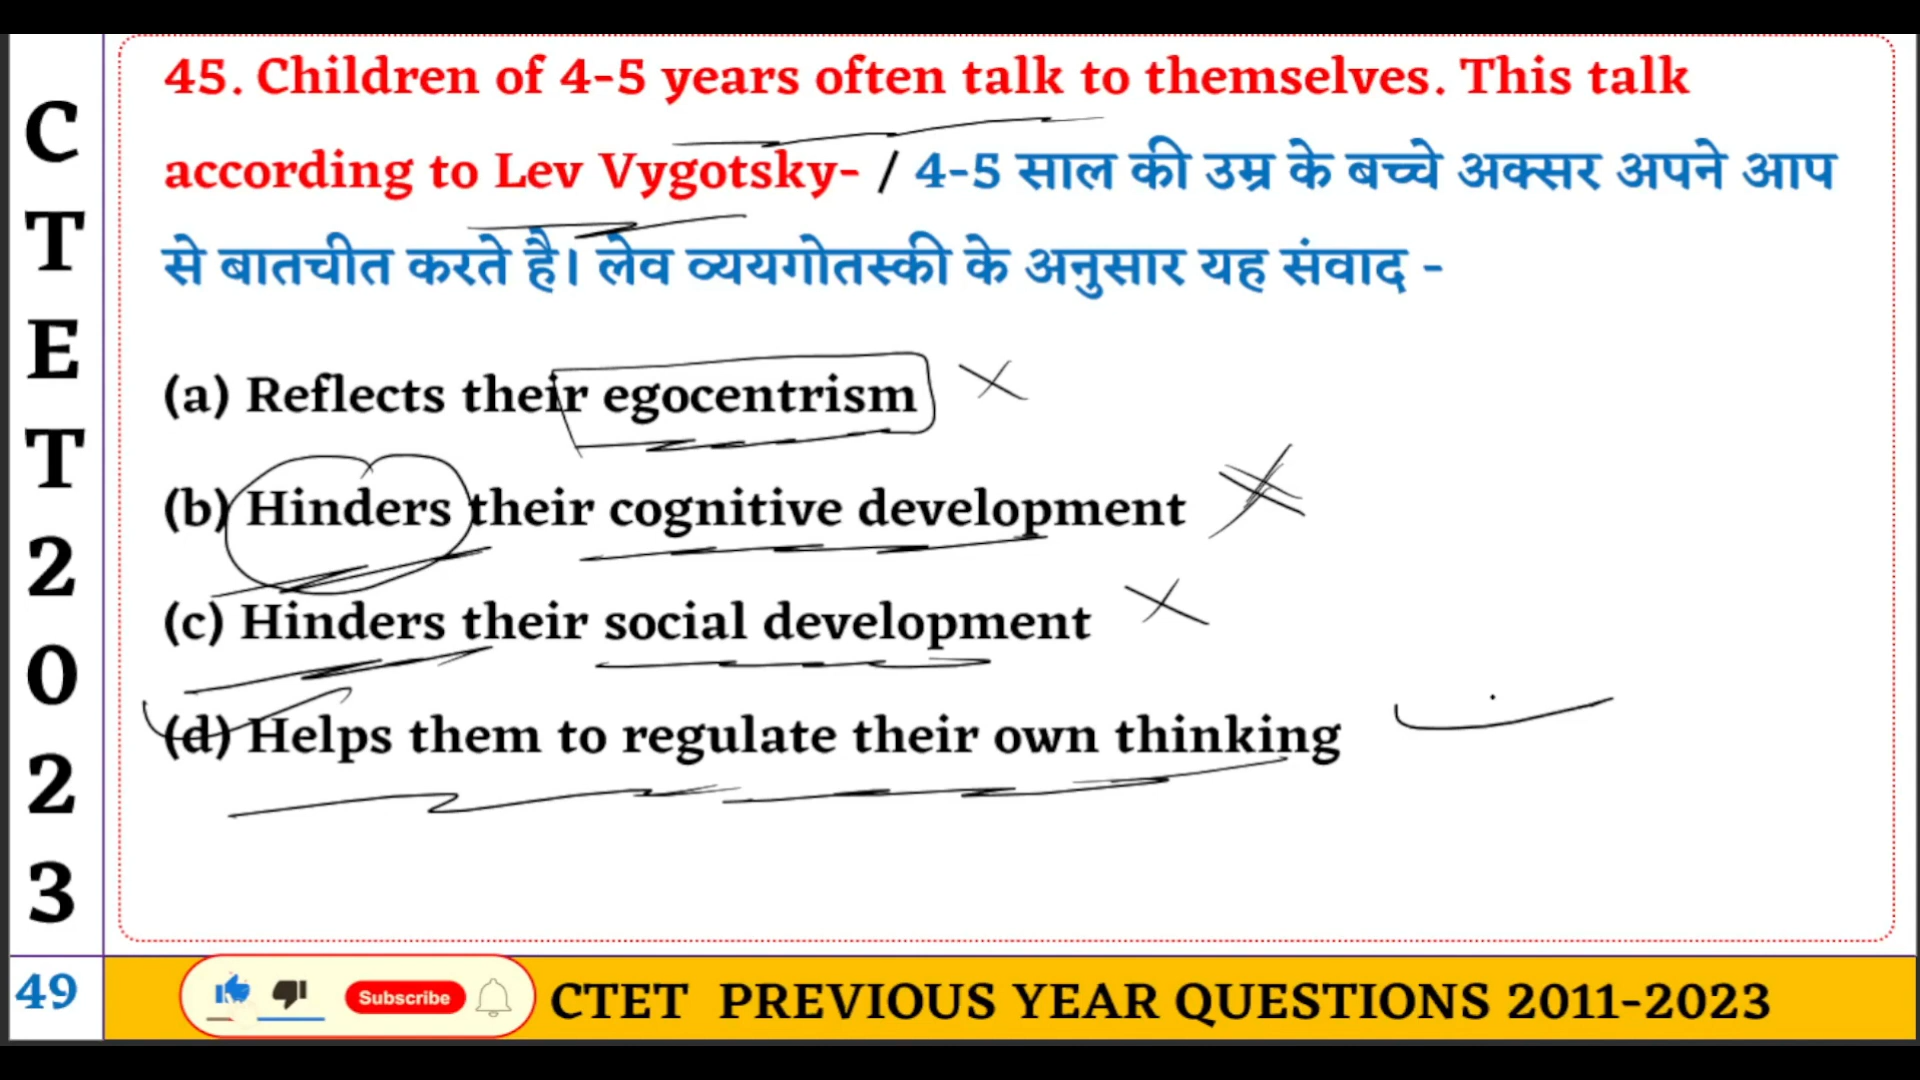 C
T
E
T
2
0
2
3
45. Children of 4-5 years often talk to themselves. This talk
according to Lev Vygotsky- / 4-5 साल की उम्र के बच्चे अक्सर अपने आप
से बातचीत करते है। लेव व्ययगोतस्की के अनुसार यह संवाद -
(a) Reflects their egocentrism
(b) Hinders their cognitive development
(c) Hinders their social development
(d) Helps them to regulate their own thinking
49
Subscribe
CTET PREVIOUS YEAR QUESTIONS 2011-2023